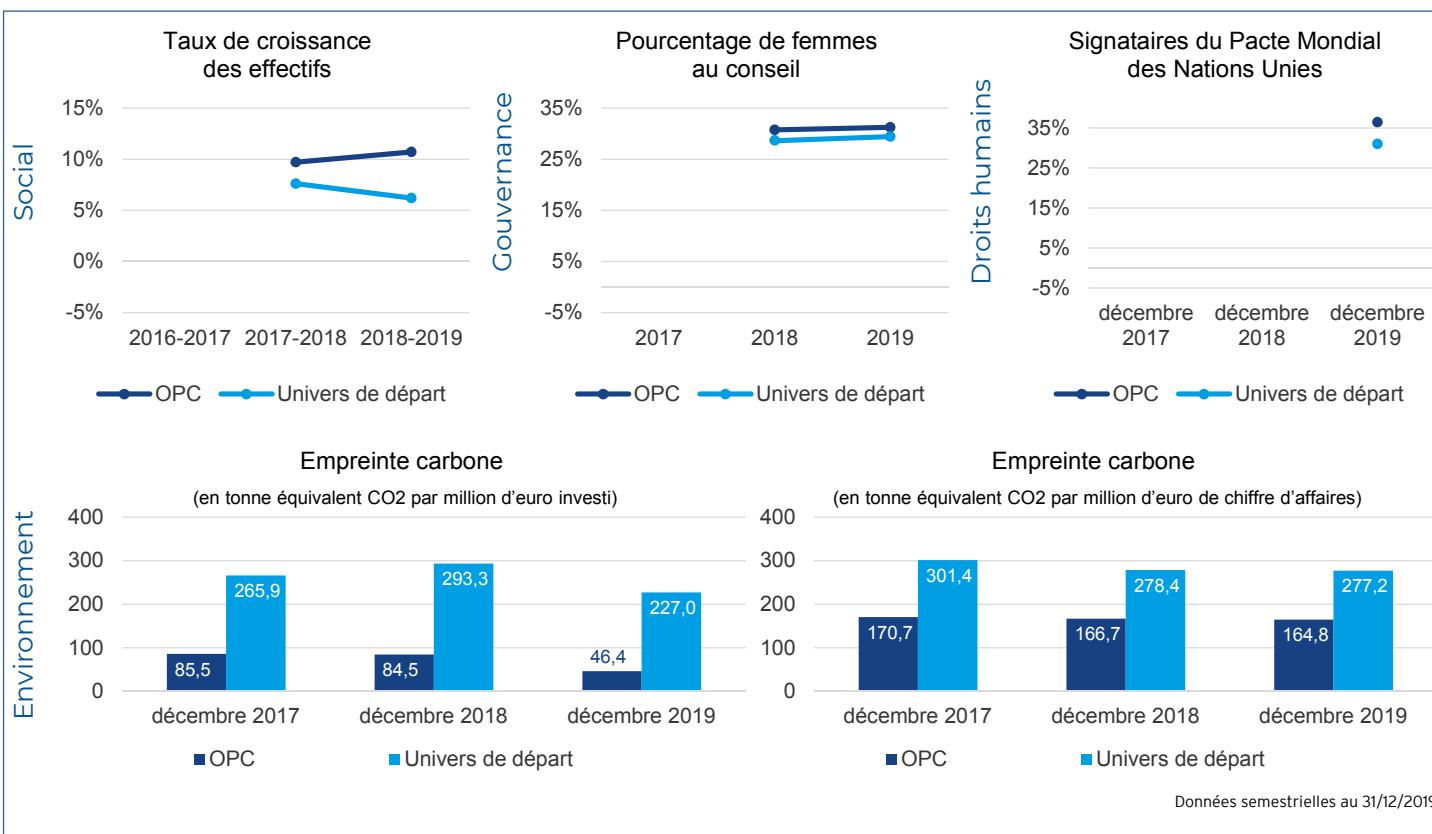 Taux de croissance
des effectifs
Social
15%
10%
5%
0%
-5%
2016-2017 2017-2018 2018-2019
OPC Univers de départ
Pourcentage de femmes
au conseil
Gouvernance
35%
25%
15%
5%
-5%
2017 2018 2019
OPC Univers de départ
Signataires du Pacte Mondial
des Nations Unies
Droits humains
35%
25%
15%
5%
-5%
décembre décembre décembre
2017 2018 2019
OPC Univers de départ
Environnement
Empreinte carbone
(en tonne équivalent CO2 par million d'euro investi)
400
300
200
100
0
85,5 265,9 84,5 293,3 46,4 227,0
décembre 2017 décembre 2018 décembre 2019
OPC Univers de départ
Empreinte carbone
(en tonne équivalent CO2 par million d'euro de chiffre d'affaires)
400
300
200
100
0
170,7 301,4 166,7 278,4 164,8 277,2
décembre 2017 décembre 2018 décembre 2019
OPC Univers de départ
Données semestrielles au 31/12/2019